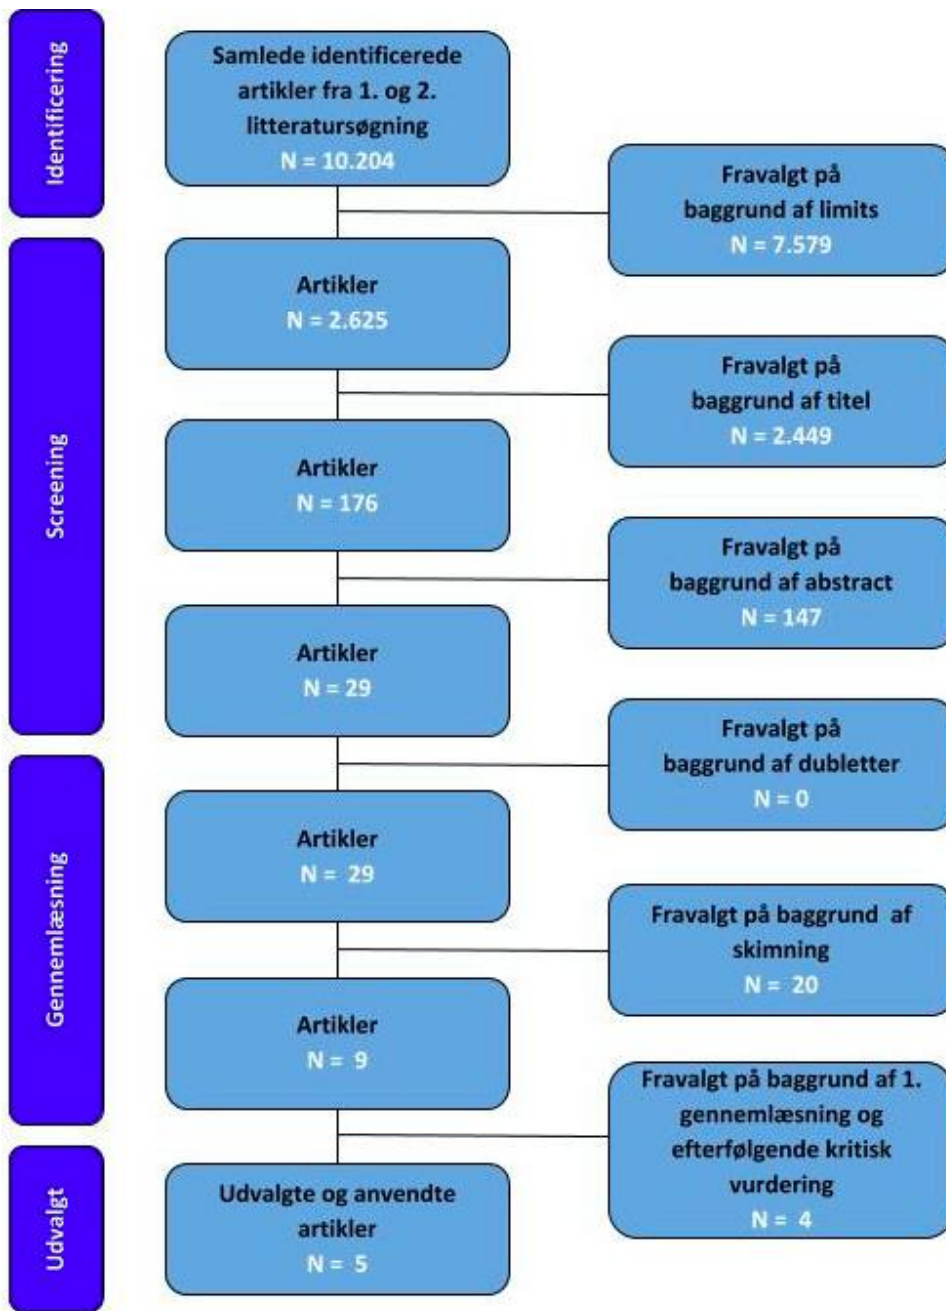 Identificering
Samlede identificerede
artikler fra 1. og 2.
litteratursøgning
N = 10.204
Fravalgt på
baggrund af limits
N = 7.579
Screening
Artikler
N = 2.625
Fravalgt på
baggrund af titel
N = 2.449
Artikler
N = 176
Fravalgt på
baggrund af abstract
N = 147
Artikler
N = 29
Fravalgt på
baggrund af dubletter
N = 0
Gennemlæsning
Artikler
N = 29
Fravalgt på baggrund af
skimning
N = 20
Artikler
N = 9
Fravalgt på baggrund af 1.
gennemlæsning og
efterfølgende kritisk
vurdering
N = 4
Udvalgt
Udvalgte og anvendte
artikler
N = 5